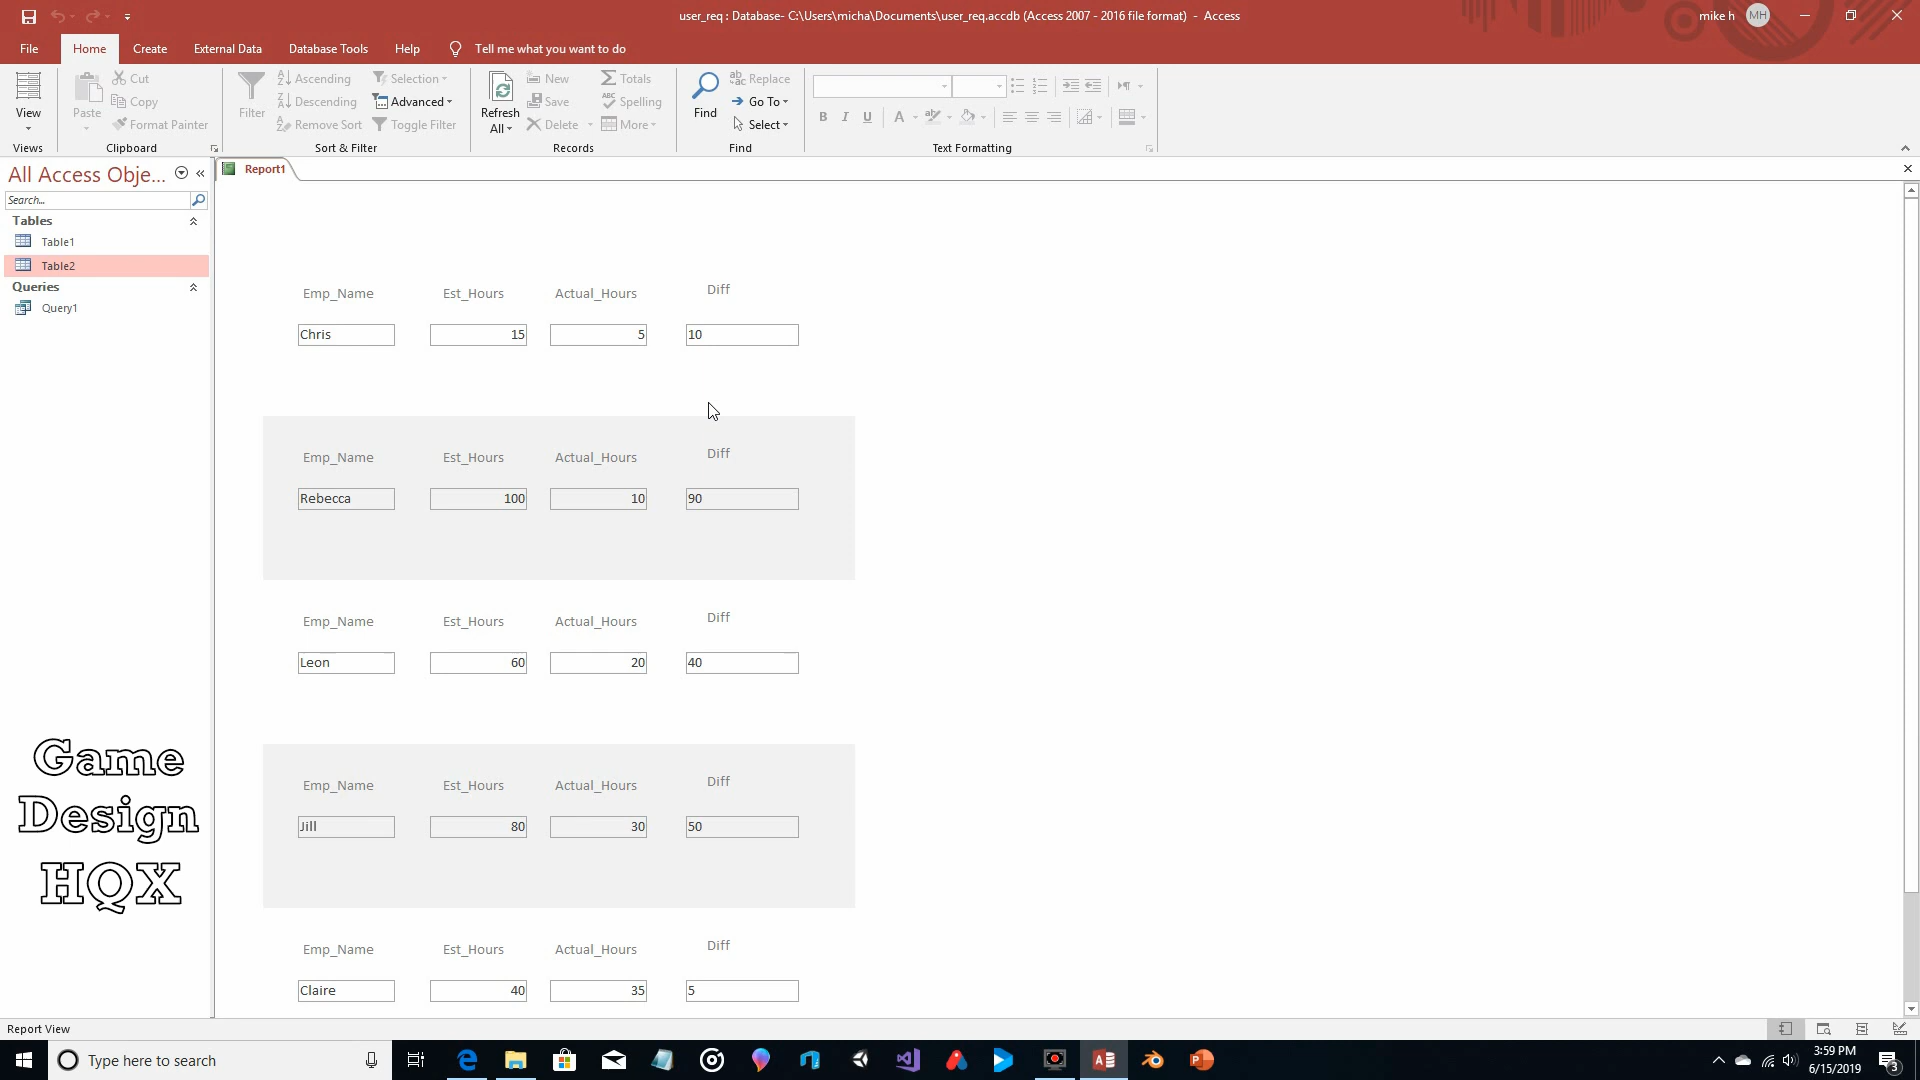 user_req : Database- C:\Users\micha\Documents\user_req.accdb (Access 2007 - 2016 file format) - Access
mike h
MH
File
Home
Create
External Data
Database Tools
Help
Tell me what you want to do
View
Views
Paste
Cut
Copy
Format Painter
Clipboard
Filter
Ascending
Descending
Remove Sort
Selection
Advanced
Toggle Filter
Sort & Filter
Refresh
All
New
Save
Delete
Totals
Spelling
More
Records
Find
Replace
Go To
Select
Find
B I U A
Text Formatting
All Access Obje...
Search...
Tables
Table1
Table2
Queries
Query1
Report1
Emp_Name Est_Hours Actual_Hours Diff
Chris 15 5 10
Emp_Name Est_Hours Actual_Hours Diff
Rebecca 100 10 90
Emp_Name Est_Hours Actual_Hours Diff
Leon 60 20 40
Emp_Name Est_Hours Actual_Hours Diff
Jill 80 30 50
Emp_Name Est_Hours Actual_Hours Diff
Claire 40 35 5
Game
Design
HQX
Report View
Type here to search
3:59 PM
6/15/2019
3